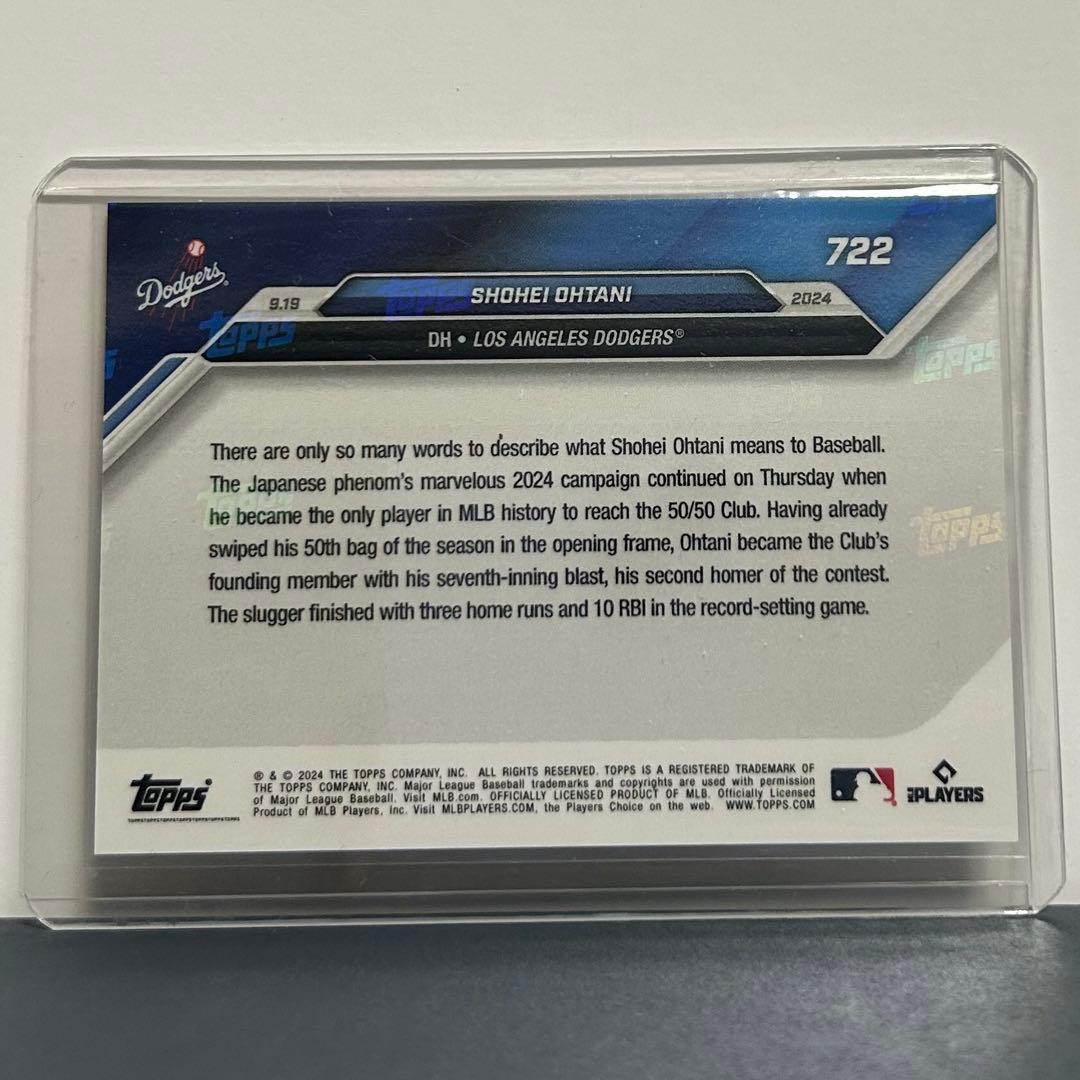 722
Dodgers
9.19
SHOHEI OHTANI
2024
DH • LOS ANGELES DODGERS®
Topps
Topps
Topps
Topps
There are only so many words to describe what Shohei Ohtani means to Baseball.
The Japanese phenom's marvelous 2024 campaign continued on Thursday when
he became the only player in MLB history to reach the 50/50 Club. Having already
swiped his 50th bag of the season in the opening frame, Ohtani became the Club's
founding member with his seventh-inning blast, his second homer of the contest.
The slugger finished with three home runs and 10 RBI in the record-setting game.
Topps
® & © 2024 THE TOPPS COMPANY, INC. ALL RIGHTS RESERVED. TOPPS IS A REGISTERED TRADEMARK OF
THE TOPPS COMPANY, INC. Major League Baseball trademarks and copyrights are used with permission
of Major League Baseball. Visit MLB.com. OFFICIALLY LICENSED PRODUCT OF MLB. Officially Licensed
Product of MLB Players, Inc. Visit MLBPLAYERS.COM, the Players Choice on the web. WWW.TOPPS.COM
MLB PLAYERS